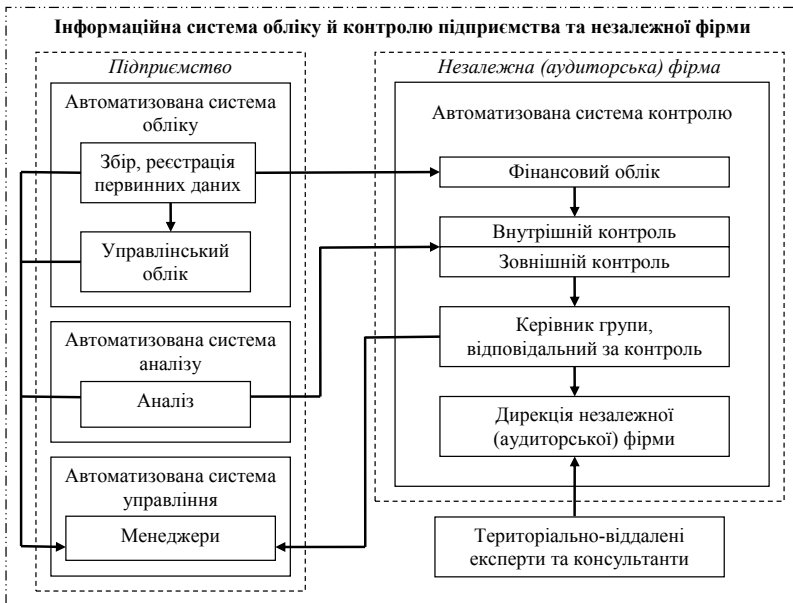 Інформаційна система обліку й контролю підприємства та незалежної фірми
Підприємство
Автоматизована система
обліку
Збір, реєстрація
первинних даних
Управлінський
облік
Автоматизована система
аналізу
Аналіз
Автоматизована система
управління
Менеджери
Незалежна (аудиторська) фірма
Автоматизована система контролю
Фінансовий облік
Внутрішній контроль
Зовнішній контроль
Керівник групи,
відповідальний за контроль
Дирекція незалежної
(аудиторської) фірми
Територіально-віддалені
експерти та консультанти